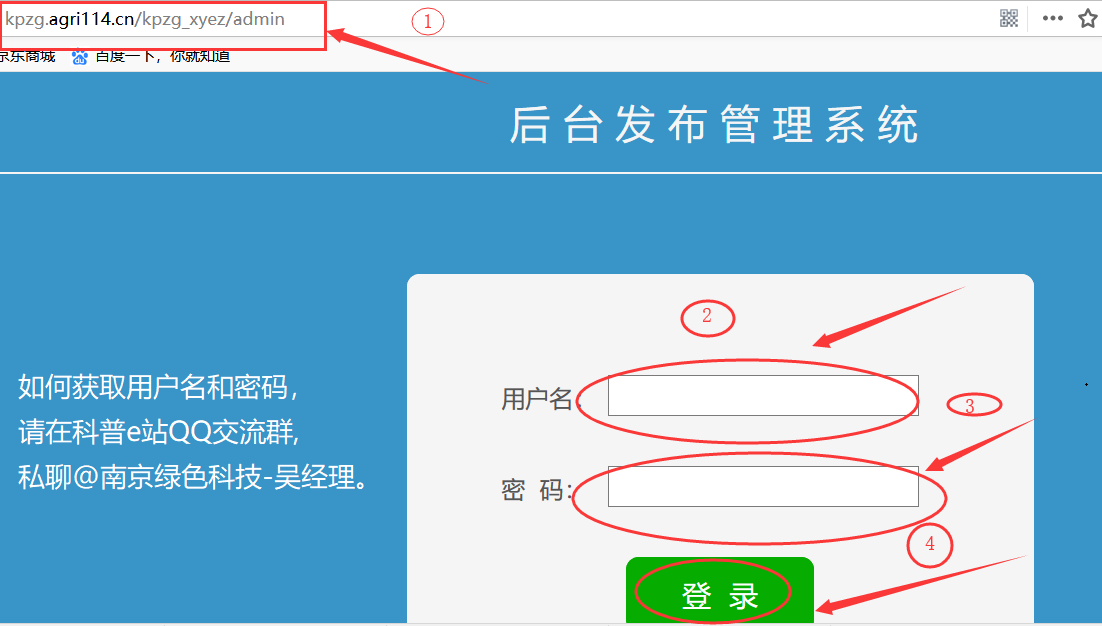 kpzg.agri114.cn/kpzg_xyez/admin
1
京东商城 百度一下，你就知道
后台发布管理系统
2
用户名:
3
如何获取用户名和密码，
请在科普e站QQ交流群,
私聊@南京绿色科技-吴经理。
密 码:
4
登 录